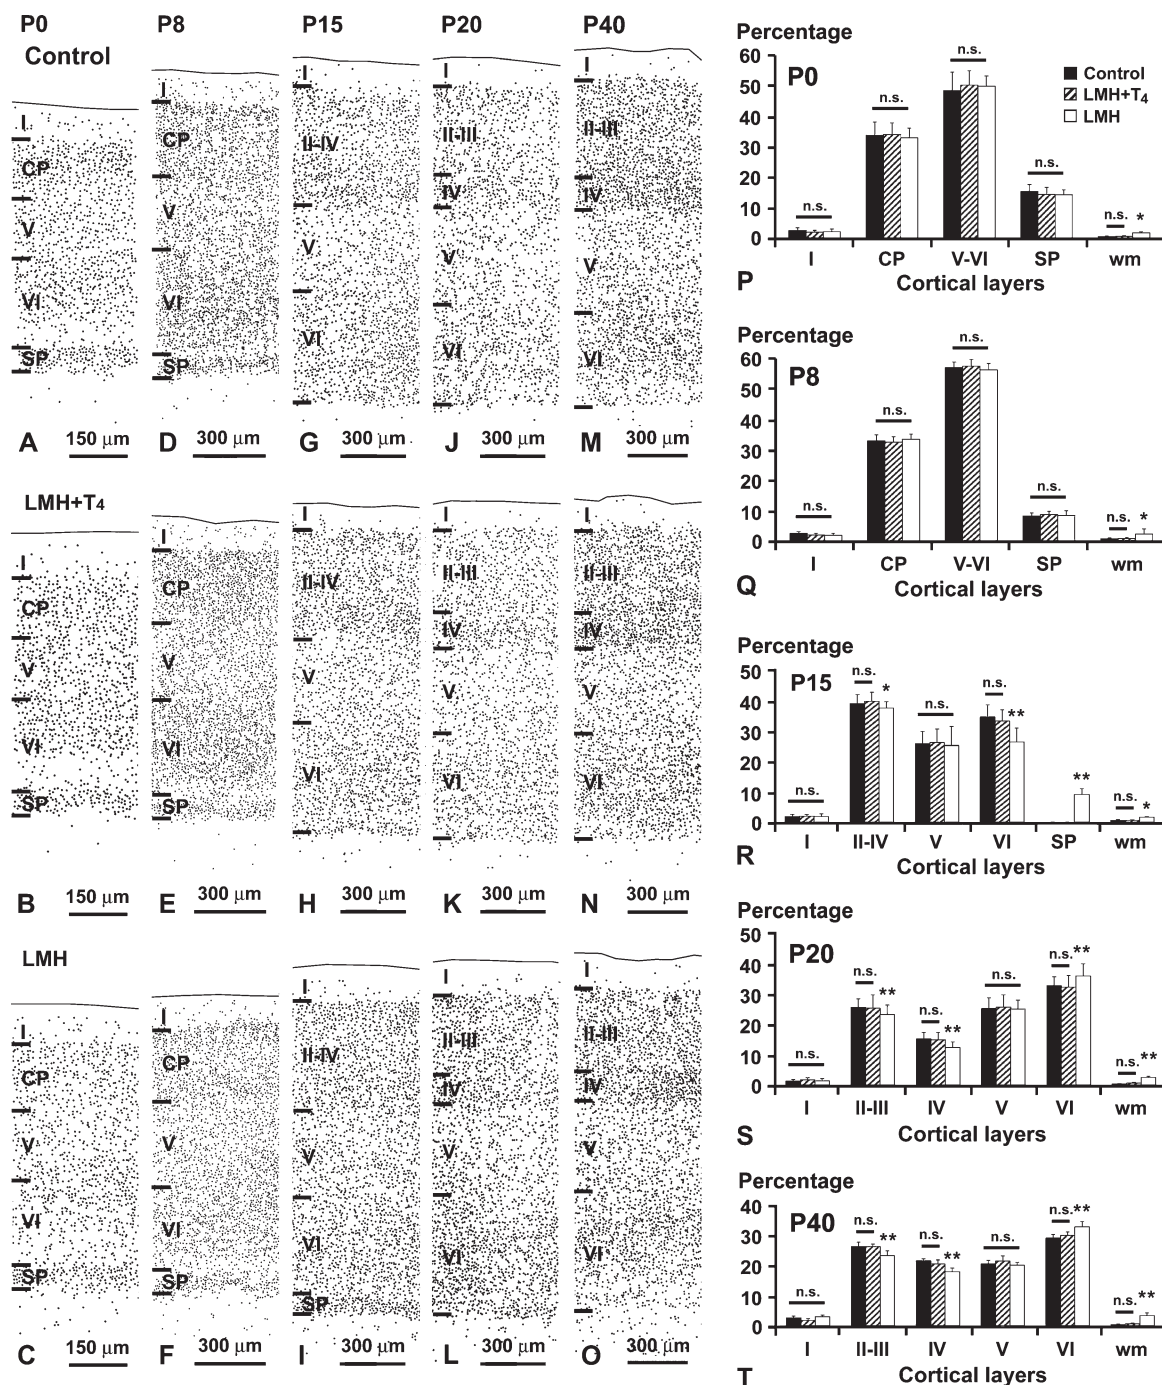 P0 P8 P15 P20 P40
Control
I
CP
V
VI
SP
A 150 µm
I
CP
V
VI
SP
D 300 µm
I
II-IV
V
VI
G 300 µm
I
II-III
IV
V
VI
J 300 µm
I
II-III
IV
V
VI
M 300 µm
LMH+T4
I
CP
V
VI
SP
B 150 µm
I
CP
V
VI
SP
E 300 µm
I
II-IV
V
VI
H 300 µm
I
II-III
IV
V
VI
K 300 µm
I
II-III
IV
V
VI
N 300 µm
LMH
I
CP
V
VI
SP
C 150 µm
I
CP
V
VI
SP
F 300 µm
I
II-IV
V
VI
SP
I 300 µm
I
II-III
IV
V
VI
L 300 µm
I
II-III
IV
V
VI
O 300 µm
Percentage
P0
Control
LMH+T4
LMH
60
50
40
30
20
10
0
n.s. n.s. n.s. n.s. n.s. *
I CP V-VI SP wm
Cortical layers
P
Percentage
P8
60
50
40
30
20
10
0
n.s. n.s. n.s. n.s. n.s. *
I CP V-VI SP wm
Cortical layers
Q
Percentage
P15
50
40
30
20
10
0
n.s. n.s. * n.s. n.s. ** ** n.s. *
I II-IV V VI SP wm
Cortical layers
R
Percentage
P20
50
40
30
20
10
0
n.s. n.s. ** n.s. ** n.s. n.s. ** n.s. **
I II-III IV V VI wm
Cortical layers
S
Percentage
P40
40
30
20
10
0
n.s. n.s. ** n.s. ** n.s. n.s. ** n.s. **
I II-III IV V VI wm
Cortical layers
T